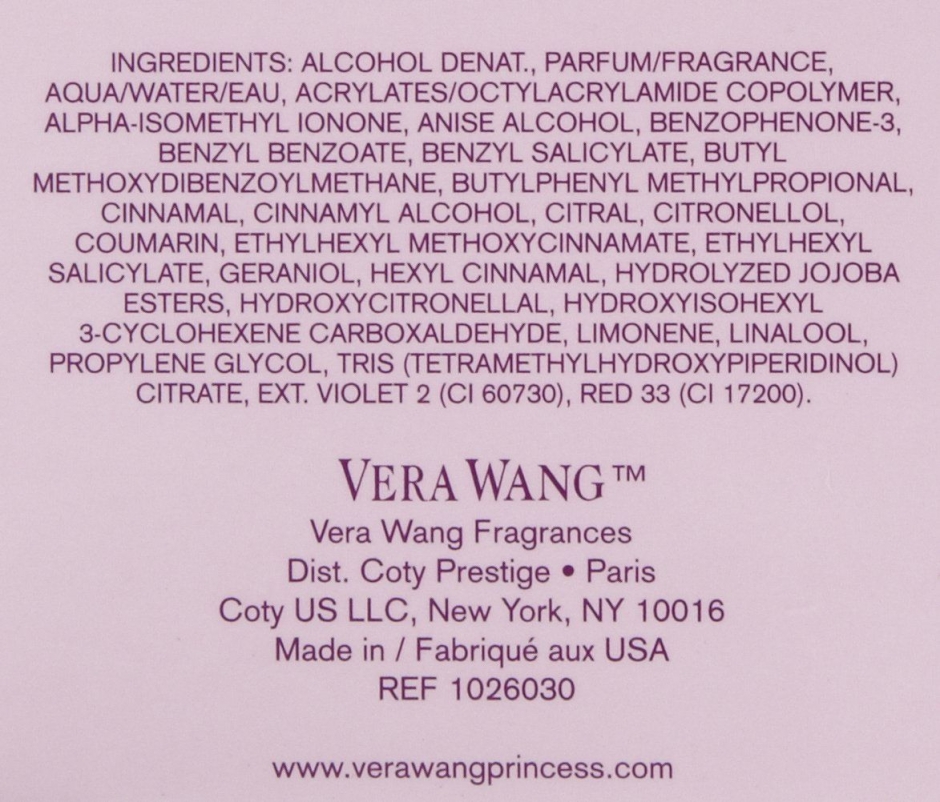 INGREDIENTS: ALCOHOL DENAT., PARFUM/FRAGRANCE,
AQUA/WATER/EAU, ACRYLATES/OCTYLACRYLAMIDE COPOLYMER,
ALPHA-ISOMETHYL IONONE, ANISE ALCOHOL, BENZOPHENONE-3,
BENZYL BENZOATE, BENZYL SALICYLATE, BUTYL
METHOXYDIBENZOYLMETHANE, BUTYLPHENYL METHYLPROPIONAL,
CINNAMAL, CINNAMYL ALCOHOL, CITRAL, CITRONELLOL,
COUMARIN, ETHYLHEXYL METHOXYCINNAMATE, ETHYLHEXYL
SALICYLATE, GERANIOL, HEXYL CINNAMAL, HYDROLYZED JOJOBA
ESTERS, HYDROXYCITRONELLAL, HYDROXYISOHEXYL
3-CYCLOHEXENE CARBOXALDEHYDE, LIMONENE, LINALOOL,
PROPYLENE GLYCOL, TRIS (TETRAMETHYLHYDROXYPIPERIDINOL)
CITRATE, EXT. VIOLET 2 (CI 60730), RED 33 (CI 17200).
VERA WANG™
Vera Wang Fragrances
Dist. Coty Prestige • Paris
Coty US LLC, New York, NY 10016
Made in / Fabriqué aux USA
REF 1026030
www.verawangprincess.com